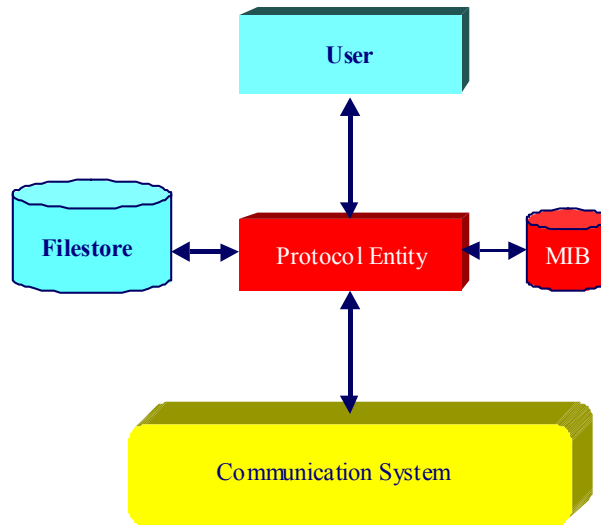 User
Filestore
Protocol Entity
MIB
Communication System